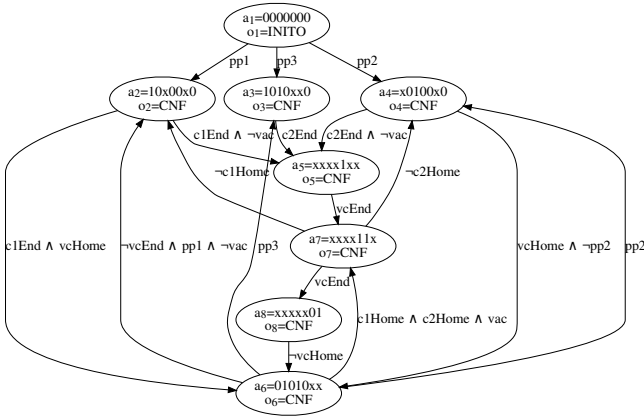 a1=0000000
o1=INITO
pp1
pp3
pp2
a2=10x00x0
o2=CNF
a3=1010xx0
o3=CNF
a4=x0100x0
o4=CNF
c1End ∧ ¬vac
c2End
c2End ∧ ¬vac
a5=xxxx1xx
o5=CNF
¬c1Home
¬c2Home
vcEnd
a7=xxxx11x
o7=CNF
c1End ∧ vcHome
¬vcEnd ∧ pp1 ∧ ¬vac
pp3
vcHome ∧ ¬pp2
pp2
vcEnd
a8=xxxxx01
o8=CNF
c1Home ∧ c2Home ∧ vac
¬vcHome
a6=01010xx
o6=CNF